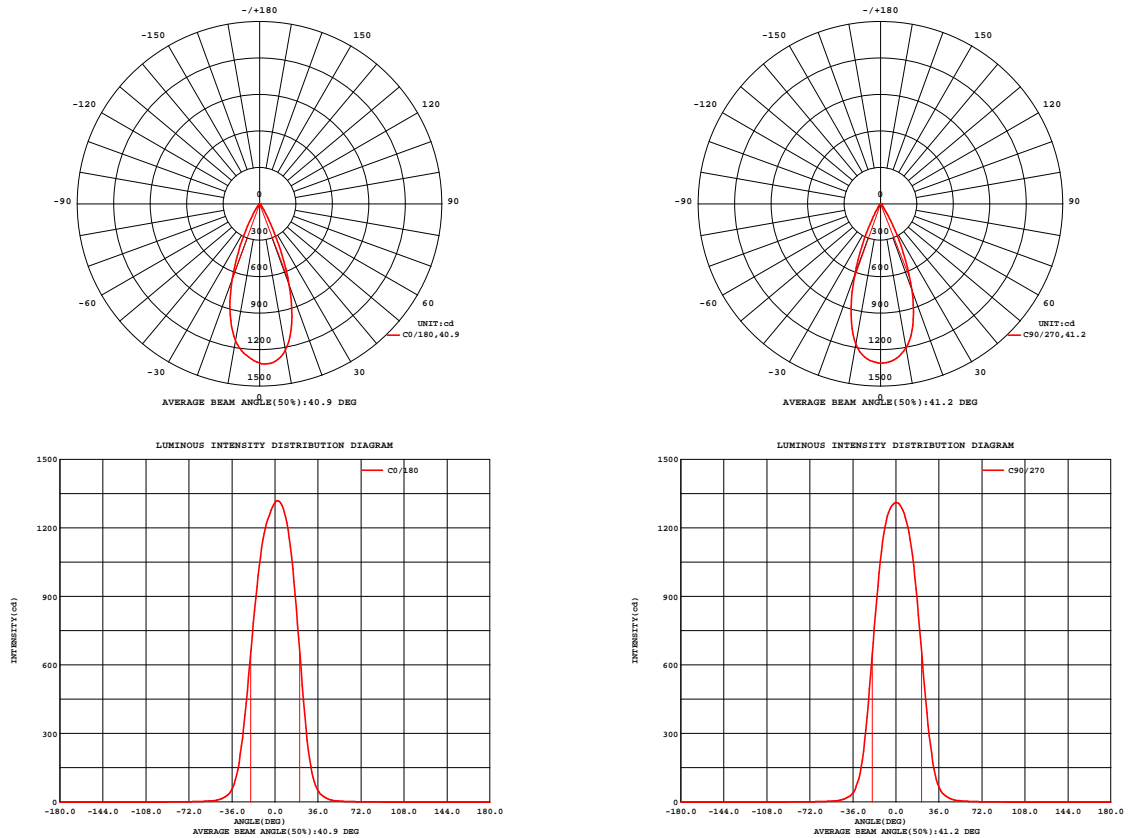 -/+180
-150 150
-120 120
-90 90
-60 60
-30 30
0
300
600
900
1200
1500
0
UNIT:cd
C0/180,40.9
AVERAGE BEAM ANGLE(50%):40.9 DEG
-/+180
-150 150
-120 120
-90 90
-60 60
-30 30
0
300
600
900
1200
1500
0
UNIT:cd
C90/270,41.2
AVERAGE BEAM ANGLE(50%):41.2 DEG
LUMINOUS INTENSITY DISTRIBUTION DIAGRAM
C0/180
INTENSITY(cd)
1500
1200
900
600
300
0
-180.0 -144.0 -108.0 -72.0 -36.0 0.0 36.0 72.0 108.0 144.0 180.0
ANGLE(DEG)
AVERAGE BEAM ANGLE(50%):40.9 DEG
LUMINOUS INTENSITY DISTRIBUTION DIAGRAM
C90/270
INTENSITY(cd)
1500
1200
900
600
300
0
-180.0 -144.0 -108.0 -72.0 -36.0 0.0 36.0 72.0 108.0 144.0 180.0
ANGLE(DEG)
AVERAGE BEAM ANGLE(50%):41.2 DEG